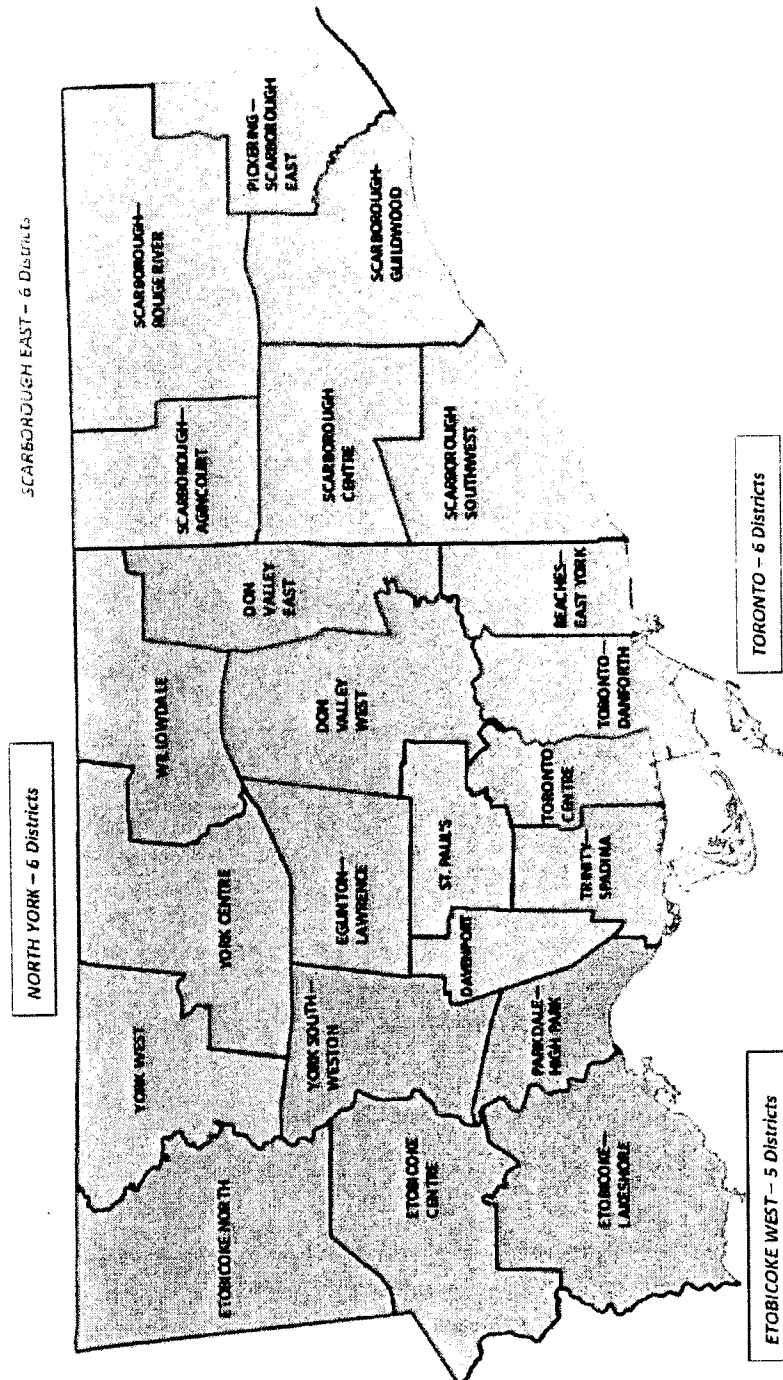 SCARBOROUGH EAST – 6 Districts
NORTH YORK – 6 Districts
PICKERING—
SCARBOROUGH
EAST
SCARBOROUGH—
ROUGE RIVER
SCARBOROUGH-
GUILDWOOD
SCARBOROUGH—
AGINCOURT
SCARBOROUGH
CENTRE
SCARBOROUGH
SOUTHWEST
DON
VALLEY
EAST
BEACHES—
EAST YORK
WILLOWDALE
DON
VALLEY
WEST
TORONTO—
DANFORTH
TORONTO
CENTRE
YORK CENTRE
EGLINTON—
LAWRENCE
ST. PAUL'S
TRINITY—
SPADINA
DAVENPORT
YORK WEST
YORK SOUTH—
WESTON
PARKDALE—
HIGH PARK
ETOBICOKE-NORTH
ETOBICOKE
CENTRE
ETOBICOKE—
LAKESHORE
TORONTO – 6 Districts
ETOBICOKE WEST – 5 Districts